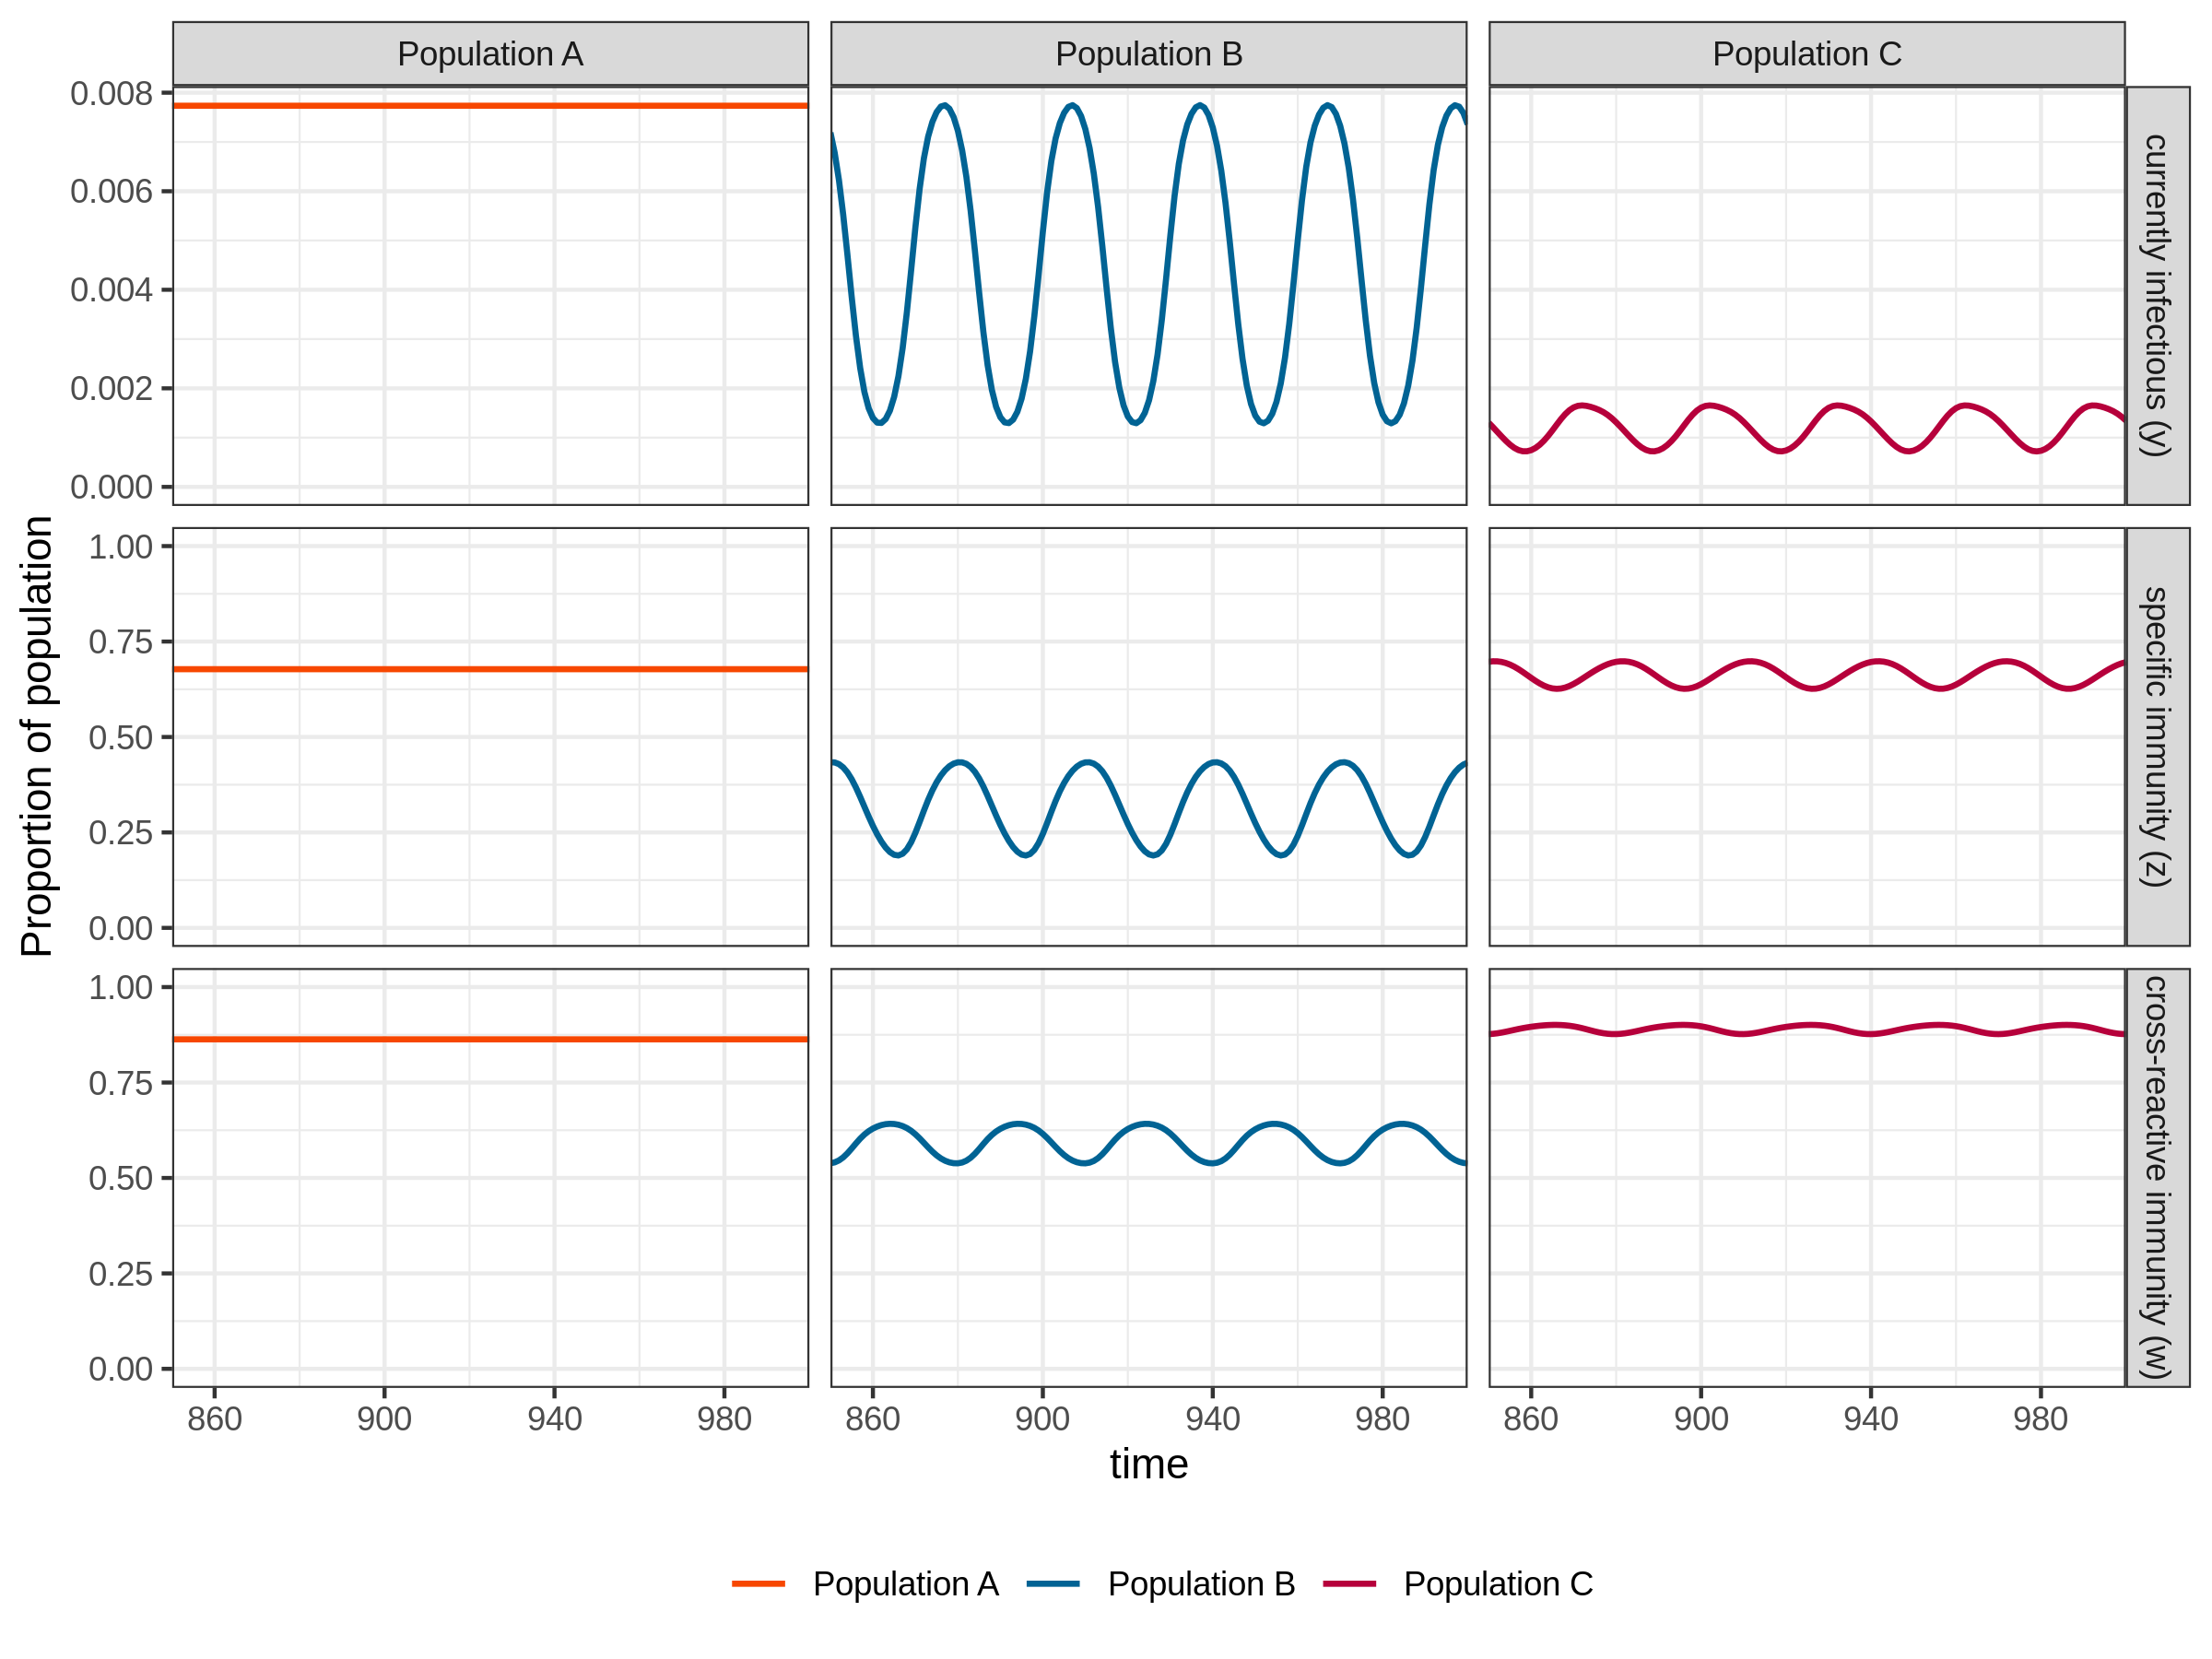 Population A
Population B
Population C
0.008
0.006
0.004
0.002
0.000
currently infectious (y)
Proportion of population
1.00
0.75
0.50
0.25
0.00
specific immunity (z)
1.00
0.75
0.50
0.25
0.00
cross-reactive immunity (w)
860 900 940 980
860 900 940 980
860 900 940 980
time
Population A Population B Population C